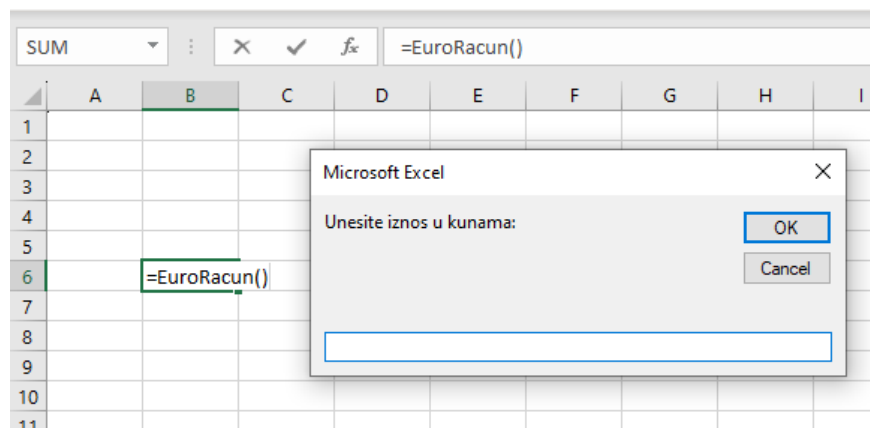 SUM fx =EuroRacun()
A B C D E F G H I
1
2
3
4
5
6
7
8
9
10
11
=EuroRacun()
Microsoft Excel
Unesite iznos u kunama:
OK
Cancel